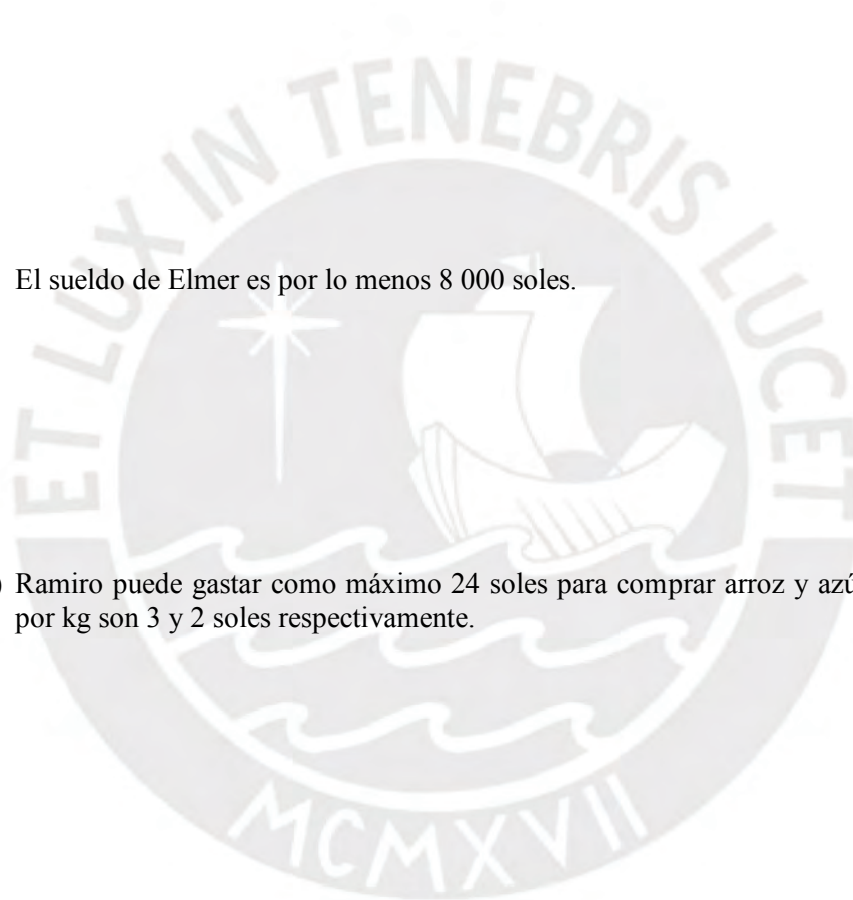 ET LUX IN TENEBRIS LUCET
El sueldo de Elmer es por lo menos 8 000 soles.
) Ramiro puede gastar como máximo 24 soles para comprar arroz y azú
por kg son 3 y 2 soles respectivamente.
MCMXVII